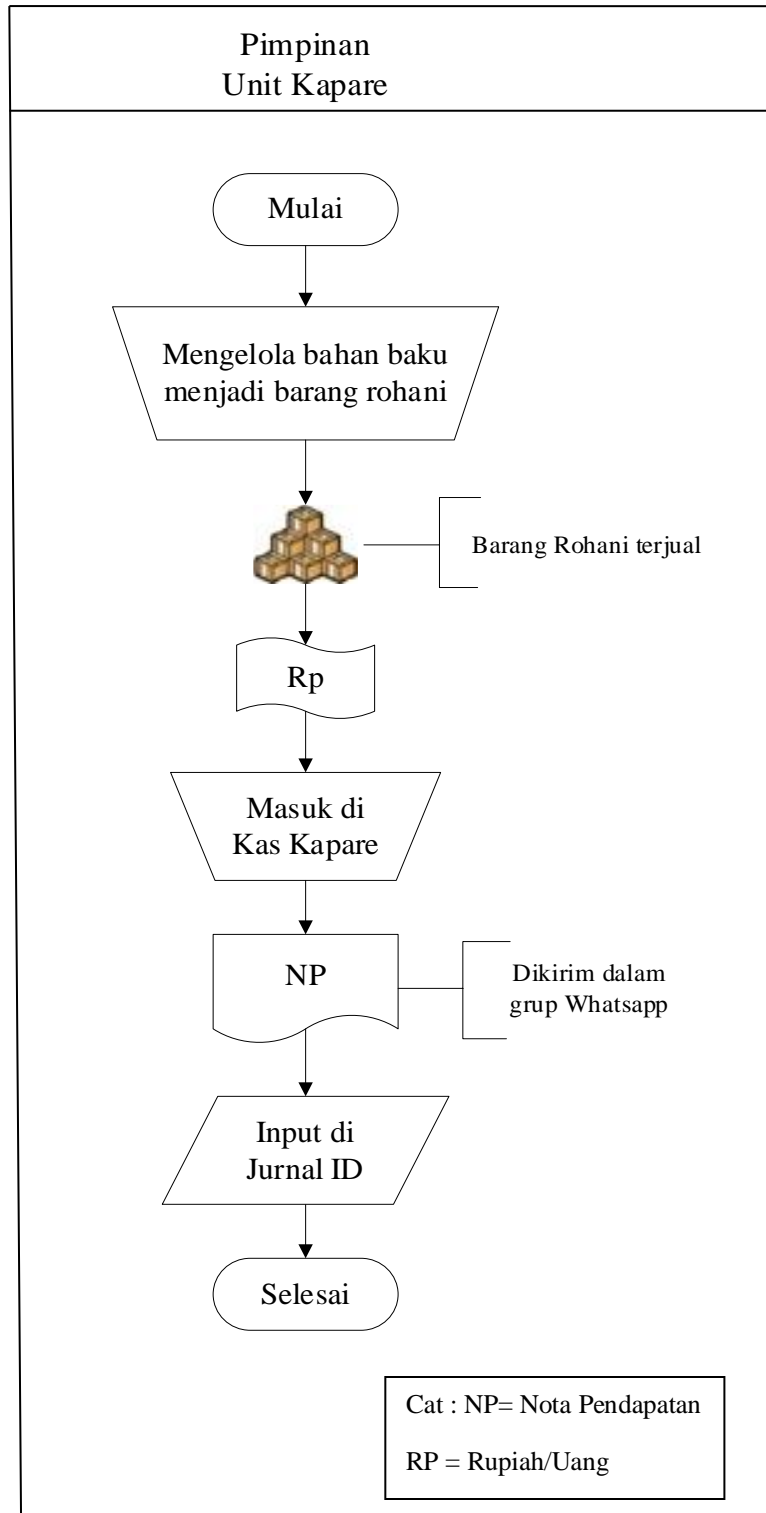 Pimpinan
Unit Kapare
Mulai
Mengelola bahan baku
menjadi barang rohani
Barang Rohani terjual
Rp
Masuk di
Kas Kapare
NP
Dikirim dalam
grup Whatsapp
Input di
Jurnal ID
Selesai
Cat : NP= Nota Pendapatan
RP = Rupiah/Uang